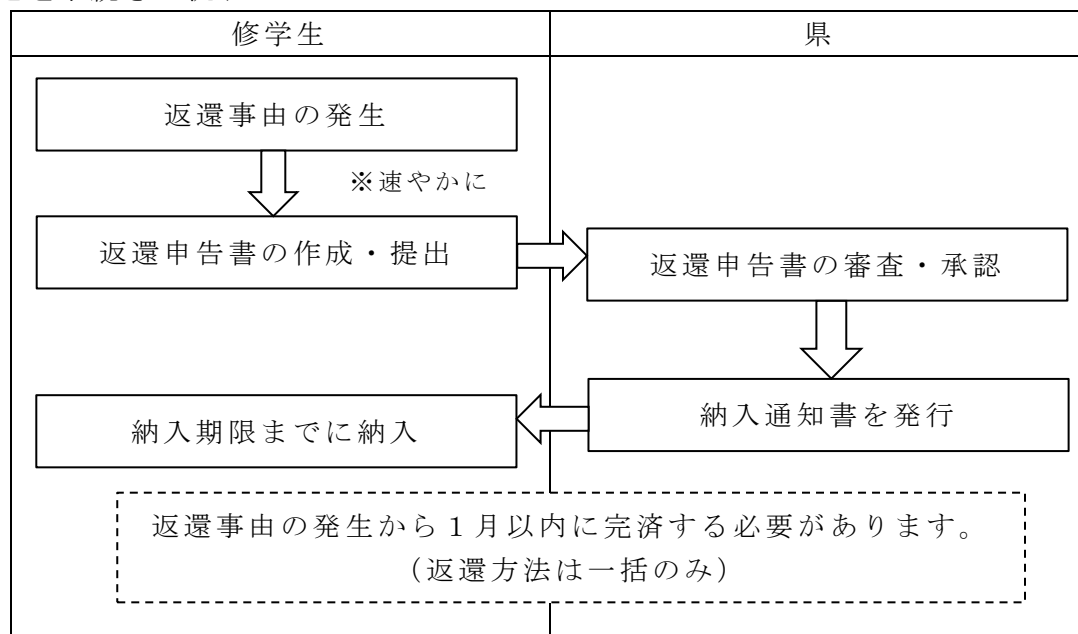 修学生
県
返還事由の発生
※速やかに
返還申告書の作成・提出
返還申告書の審査・承認
納入通知書を発行
納入期限までに納入
返還事由の発生から1月以内に完済する必要があります。
（返還方法は一括のみ）